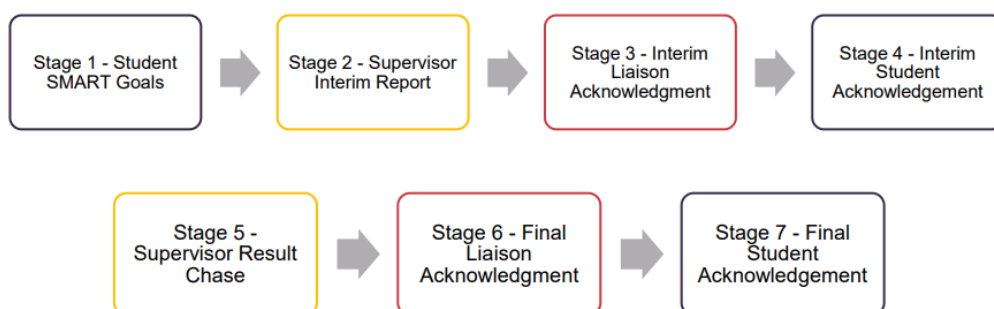 Stage 1 - Student
SMART Goals
Stage 2 - Supervisor
Interim Report
Stage 3 - Interim
Liaison
Acknowledgment
Stage 4 - Interim
Student
Acknowledgement
Stage 5 -
Supervisor Result
Chase
Stage 6 - Final
Liaison
Acknowledgment
Stage 7 - Final
Student
Acknowledgement